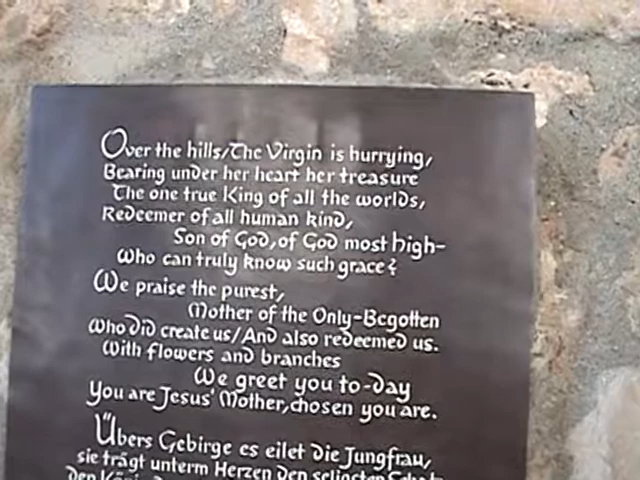 Over the hills/The Virgin is hurrying,
Bearing under her heart her treasure
The one true King of all the worlds,
Redeemer of all human kind,
Son of God, of God most high-
Who can truly know such grace?
We praise the purest,
Mother of the Only-Begotten
Who did create us/And also redeemed us.
With flowers and branches
We greet you to-day
You are Jesus' Mother, chosen you are.
Übers Gebirge es eilet die Jungfrau,
sie trägt unterm Herzen den seligsten